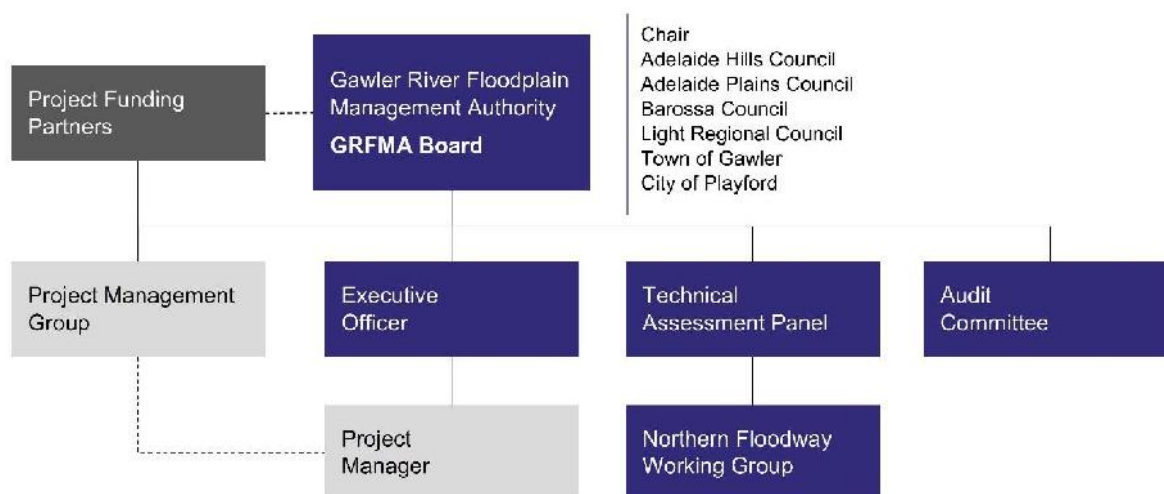 Project Funding
Partners
Gawler River Floodplain
Management Authority
GRFMA Board
Chair
Adelaide Hills Council
Adelaide Plains Council
Barossa Council
Light Regional Council
Town of Gawler
City of Playford
Project Management
Group
Executive
Officer
Technical
Assessment Panel
Audit
Committee
Project
Manager
Northern Floodway
Working Group